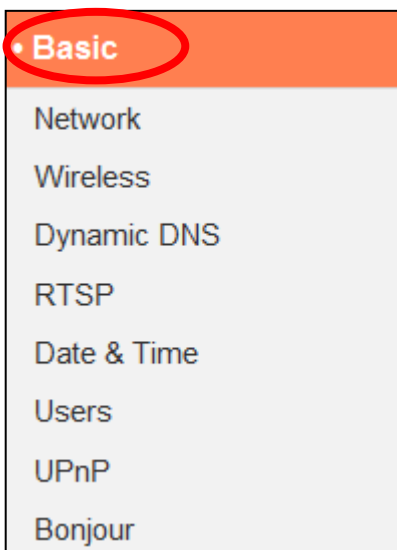 • Basic
Network
Wireless
Dynamic DNS
RTSP
Date & Time
Users
UPnP
Bonjour